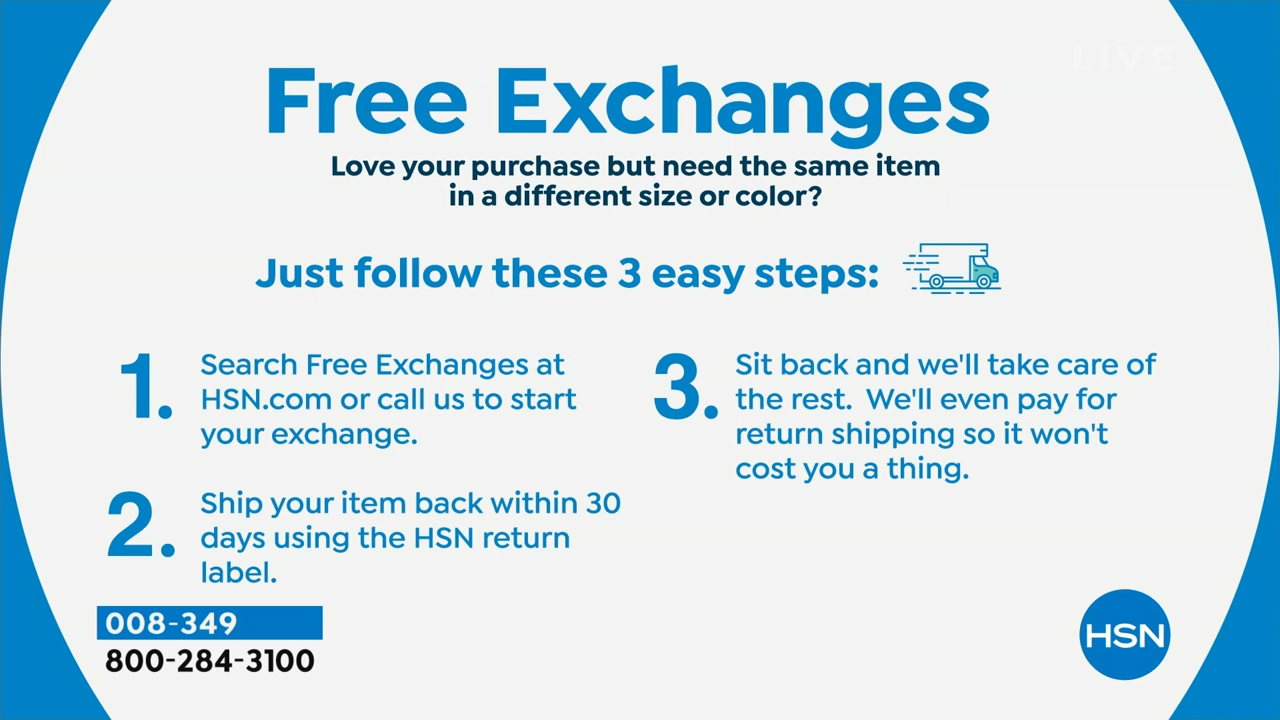 LIVE
Free Exchanges
Love your purchase but need the same item
in a different size or color?
Just follow these 3 easy steps:
1.
Search Free Exchanges at
HSN.com or call us to start
your exchange.
2.
Ship your item back within 30
days using the HSN return
label.
3.
Sit back and we'll take care of
the rest.  We'll even pay for
return shipping so it won't
cost you a thing.
008-349
800-284-3100
HSN